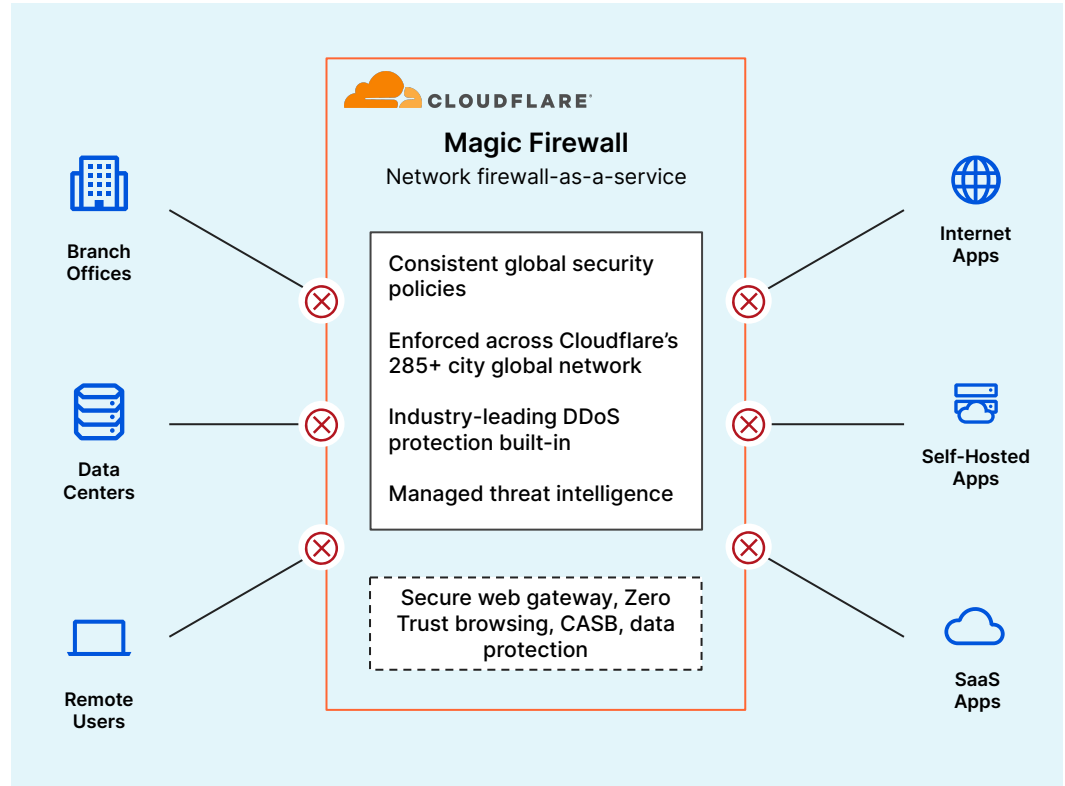 CLOUDFLARE
Magic Firewall
Network firewall-as-a-service
Branch
Offices
Data
Centers
Remote
Users
Consistent global security
policies
Enforced across Cloudflare’s
285+ city global network
Industry-leading DDoS
protection built-in
Managed threat intelligence
Secure web gateway, Zero
Trust browsing, CASB, data
protection
Internet
Apps
Self-Hosted
Apps
SaaS
Apps